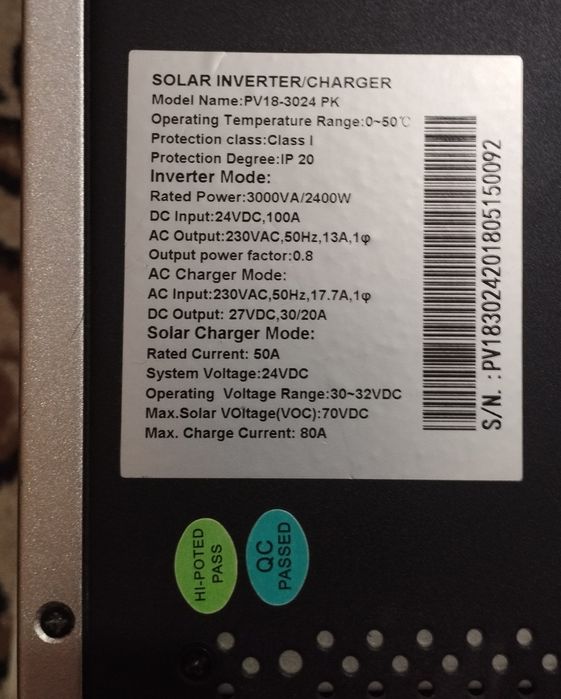 SOLAR INVERTER/CHARGER
Model Name:PV18-3024 PK
Operating Temperature Range:0~50℃
Protection class:Class I
Protection Degree:IP 20
Inverter Mode:
Rated Power:3000VA/2400W
DC Input:24VDC,100A
AC Output:230VAC,50Hz,13A,1φ
Output power factor:0.8
AC Charger Mode:
AC Input:230VAC,50Hz,17.7A,1φ
DC Output: 27VDC,30/20A
Solar Charger Mode:
Rated Current: 50A
System Voltage:24VDC
Operating Voltage Range:30~32VDC
Max.Solar VOltage(VOC):70VDC
Max. Charge Current: 80A
S/N. :PV183024201805150092
HI-POTED
PASS
QC
PASSED